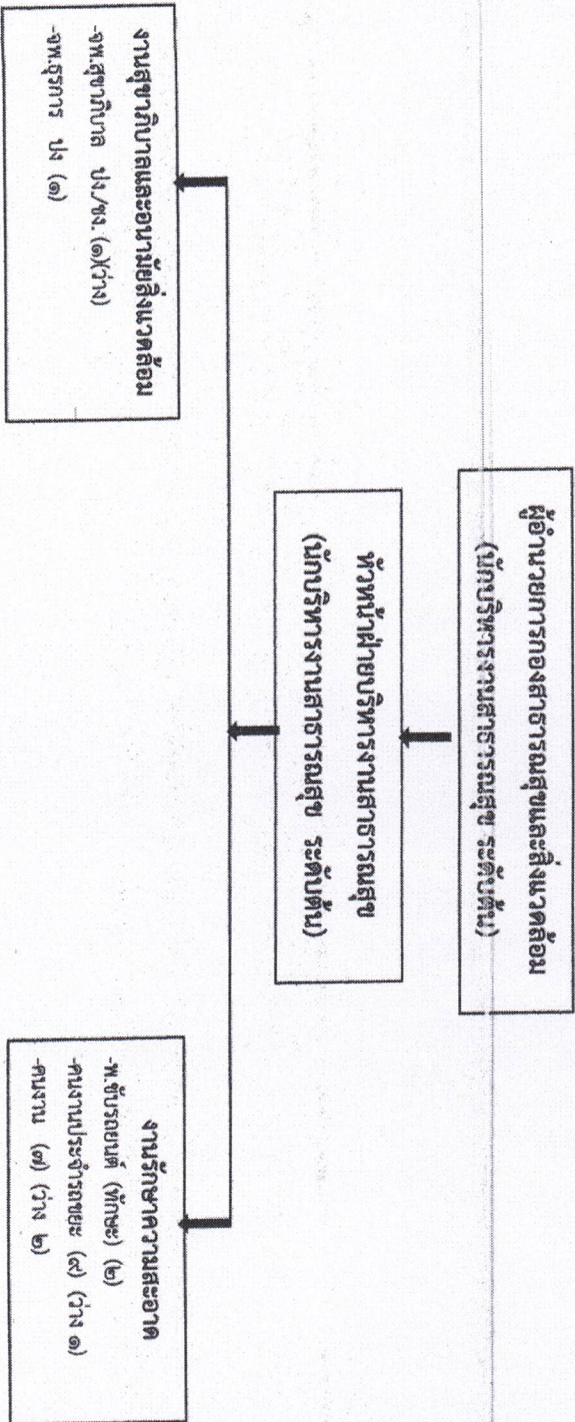 ผู้อำนวยการกองสาธารณสุขและสิ่งแวดล้อม
(นักบริหารงานสาธารณสุข ระดับต้น)
หัวหน้าฝ่ายบริหารงานสาธารณสุข
(นักบริหารงานสาธารณสุข ระดับต้น)
งานสุขาภิบาลและอนามัยสิ่งแวดล้อม
-จพ.สุขาภิบาล ปง./ชง. (๑)(ว่าง)
-จพ.ธุรการ ปง (๑)
งานรักษาความสะอาด
-พ.ขับรถยนต์ (ทักษะ) (๒)
-คนงานประจำรถขยะ (๙) (ว่าง ๑)
-คนงาน (๗) (ว่าง ๒)